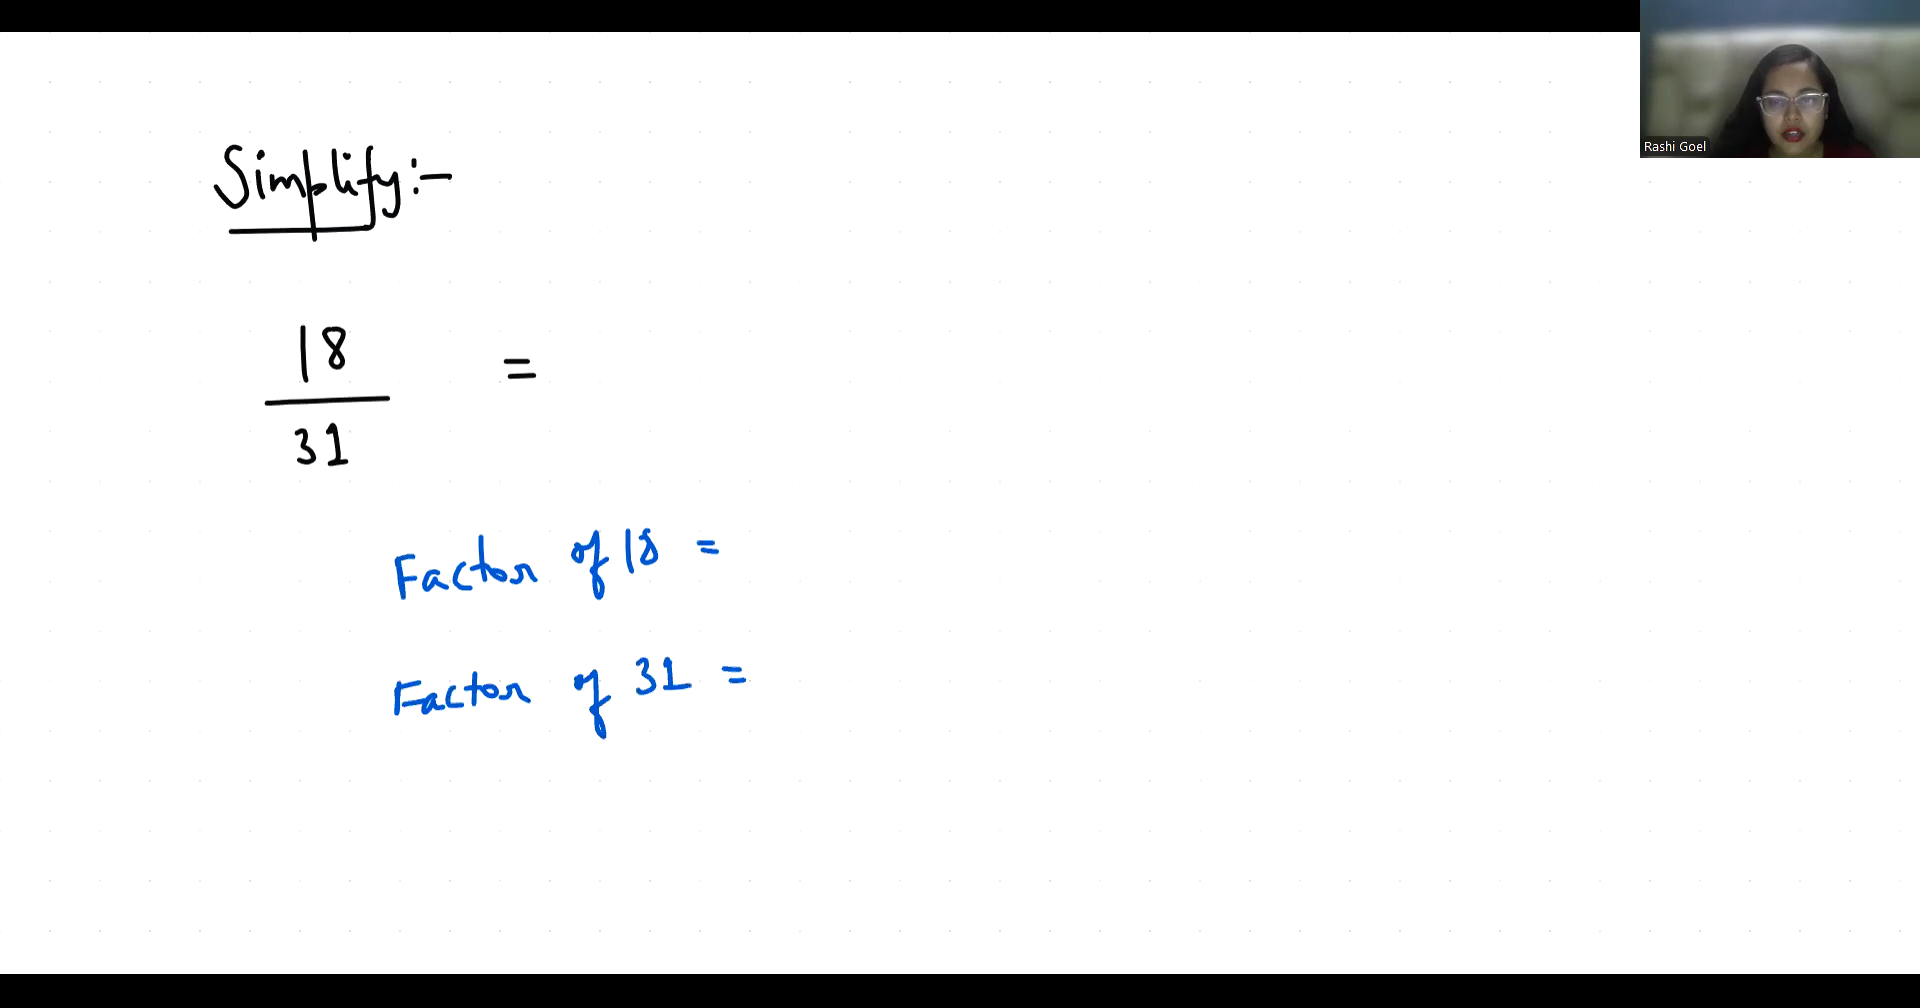 Rashi Goel
Simplify:-
18
31
=
Factor of 18 =
Factor of 31 =